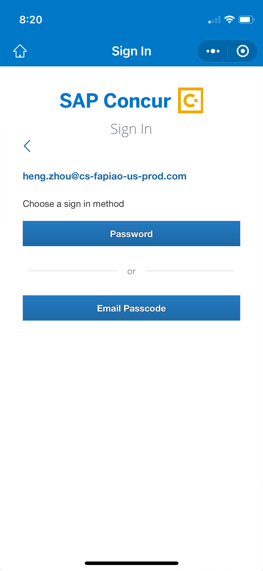 8:20
Sign In
SAP Concur C.
Sign In
heng.zhou@cs-fapiao-us-prod.com
Choose a sign in method
Password
or
Email Passcode